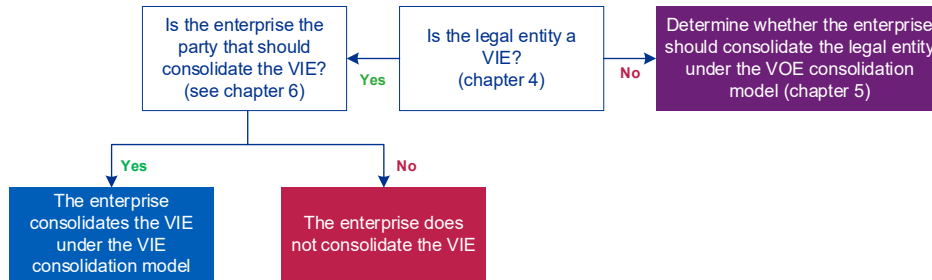 Is the enterprise the
party that should
consolidate the VIE?
(see chapter 6)
Yes
Is the legal entity a
VIE?
(chapter 4)
No
Determine whether the enterprise
should consolidate the legal entity
under the VOE consolidation
model (chapter 5)
Yes
No
The enterprise
consolidates the VIE
under the VIE
consolidation model
The enterprise does
not consolidate the VIE